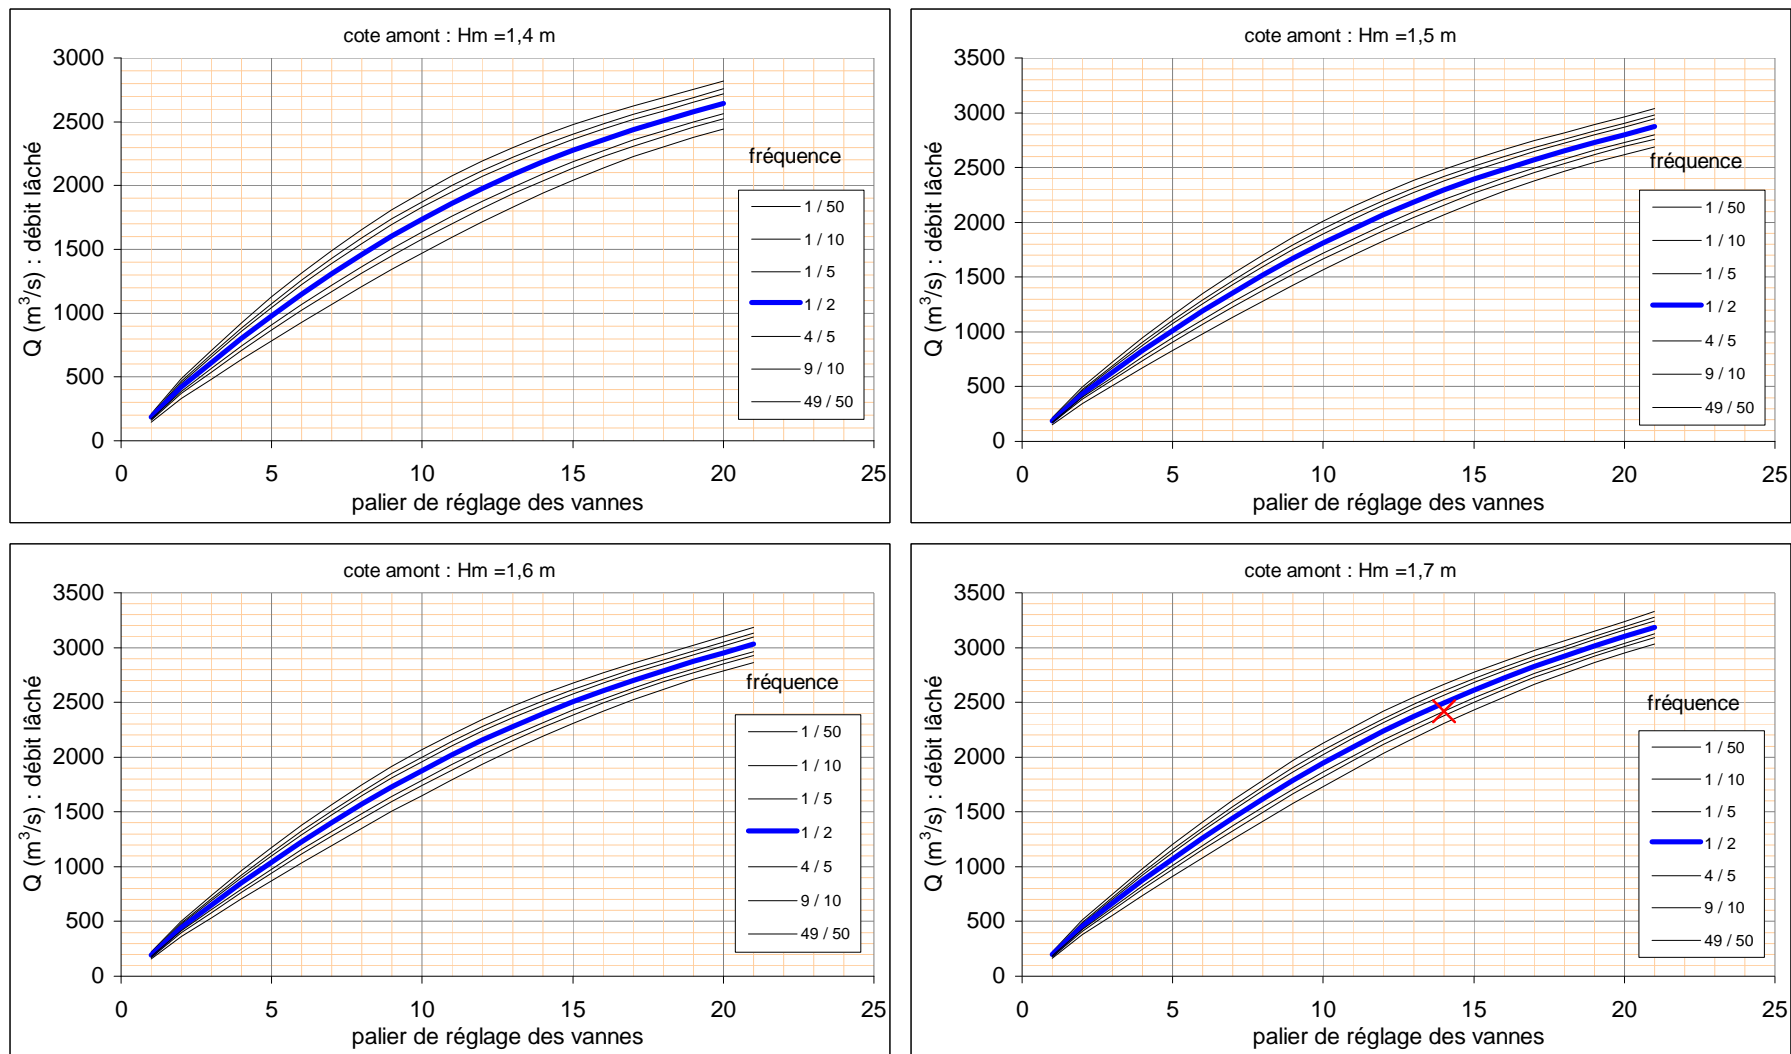 cote amont : Hm =1,4 m
3000
2500
2000
1500
1000
500
0
0 5 10 15 20 25
Q (m³/s) : débit lâché
palier de réglage des vannes
fréquence
1 / 50
1 / 10
1 / 5
1 / 2
4 / 5
9 / 10
49 / 50
cote amont : Hm =1,5 m
3500
3000
2500
2000
1500
1000
500
0
0 5 10 15 20 25
Q (m³/s) : débit lâché
palier de réglage des vannes
fréquence
1 / 50
1 / 10
1 / 5
1 / 2
4 / 5
9 / 10
49 / 50
cote amont : Hm =1,6 m
3500
3000
2500
2000
1500
1000
500
0
0 5 10 15 20 25
Q (m³/s) : débit lâché
palier de réglage des vannes
fréquence
1 / 50
1 / 10
1 / 5
1 / 2
4 / 5
9 / 10
49 / 50
cote amont : Hm =1,7 m
3500
3000
2500
2000
1500
1000
500
0
0 5 10 15 20 25
Q (m³/s) : débit lâché
palier de réglage des vannes
fréquence
1 / 50
1 / 10
1 / 5
1 / 2
4 / 5
9 / 10
49 / 50